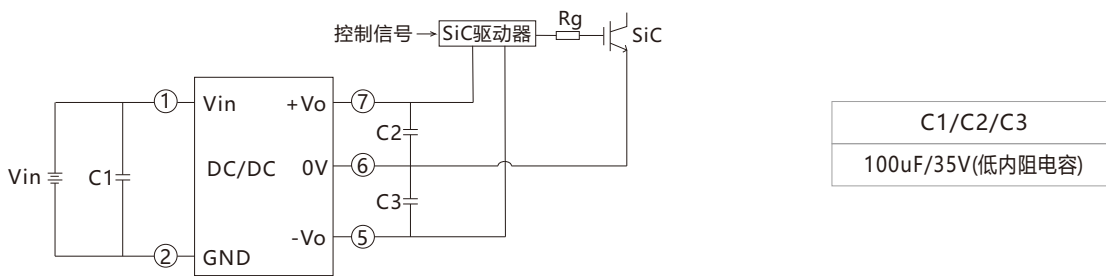 控制信号 SiC驱动器 Rg SiC
① Vin +Vo ⑦
C2
Vin C1 DC/DC 0V ⑥
C3
-Vo ⑤
② GND
C1/C2/C3
100uF/35V(低内阻电容)